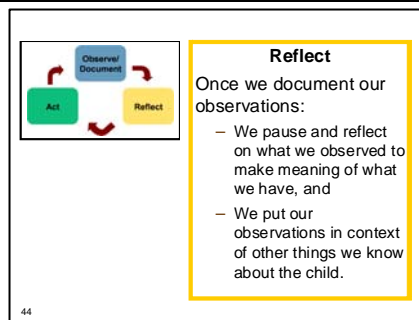 Observe/
Document
Act
Reflect
Reflect
Once we document our
observations:
– We pause and reflect
on what we observed to
make meaning of what
we have, and
– We put our
observations in context
of other things we know
about the child.
44